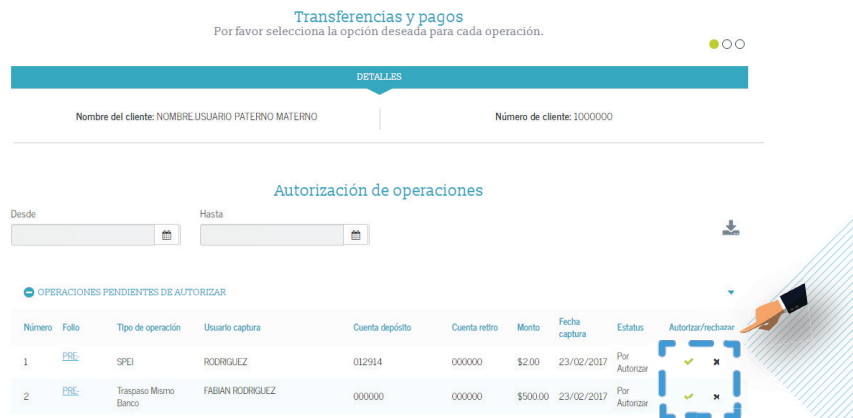 Transferencias y pagos
Por favor selecciona la opción deseada para cada operación.
DETALLES
Nombre del cliente: NOMBRE.USUARIO PATERNO MATERNO
Número de cliente: 1000000
Autorización de operaciones
Desde
Hasta
OPERACIONES PENDIENTES DE AUTORIZAR
Número Folio Tipo de operación Usuario captura Cuenta depósito Cuenta retiro Monto Fecha captura Estatus Autorizar/rechazar
1 PRE- SPEI RODRIGUEZ 012914 000000 $2.00 23/02/2017 Por Autorizar
2 PRE- Traspaso Mismo Banco FABIAN RODRIGUEZ 000000 000000 $500.00 23/02/2017 Por Autorizar